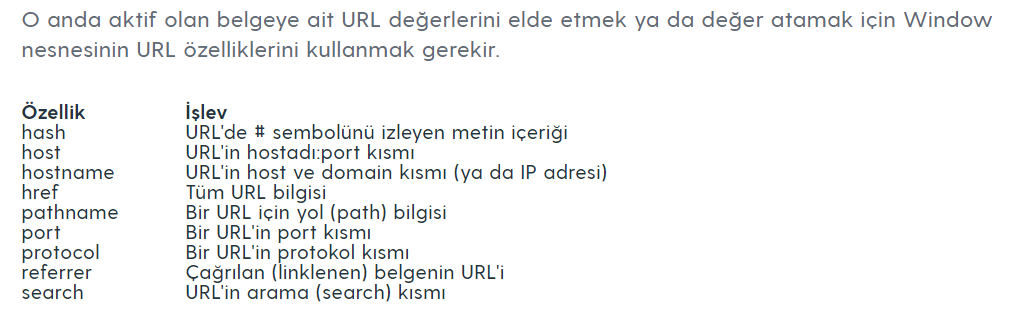 O anda aktif olan belgeye ait URL değerlerini elde etmek ya da değer atamak için Window
nesnesinin URL özelliklerini kullanmak gerekir.
Özellik İşlev
hash URL'de # sembolünü izleyen metin içeriği
host URL'in hostadı:port kısmı
hostname URL'in host ve domain kısmı (ya da IP adresi)
href Tüm URL bilgisi
pathname Bir URL için yol (path) bilgisi
port Bir URL'in port kısmı
protocol Bir URL'in protokol kısmı
referrer Çağrılan (linklenen) belgenin URL'i
search URL'in arama (search) kısmı